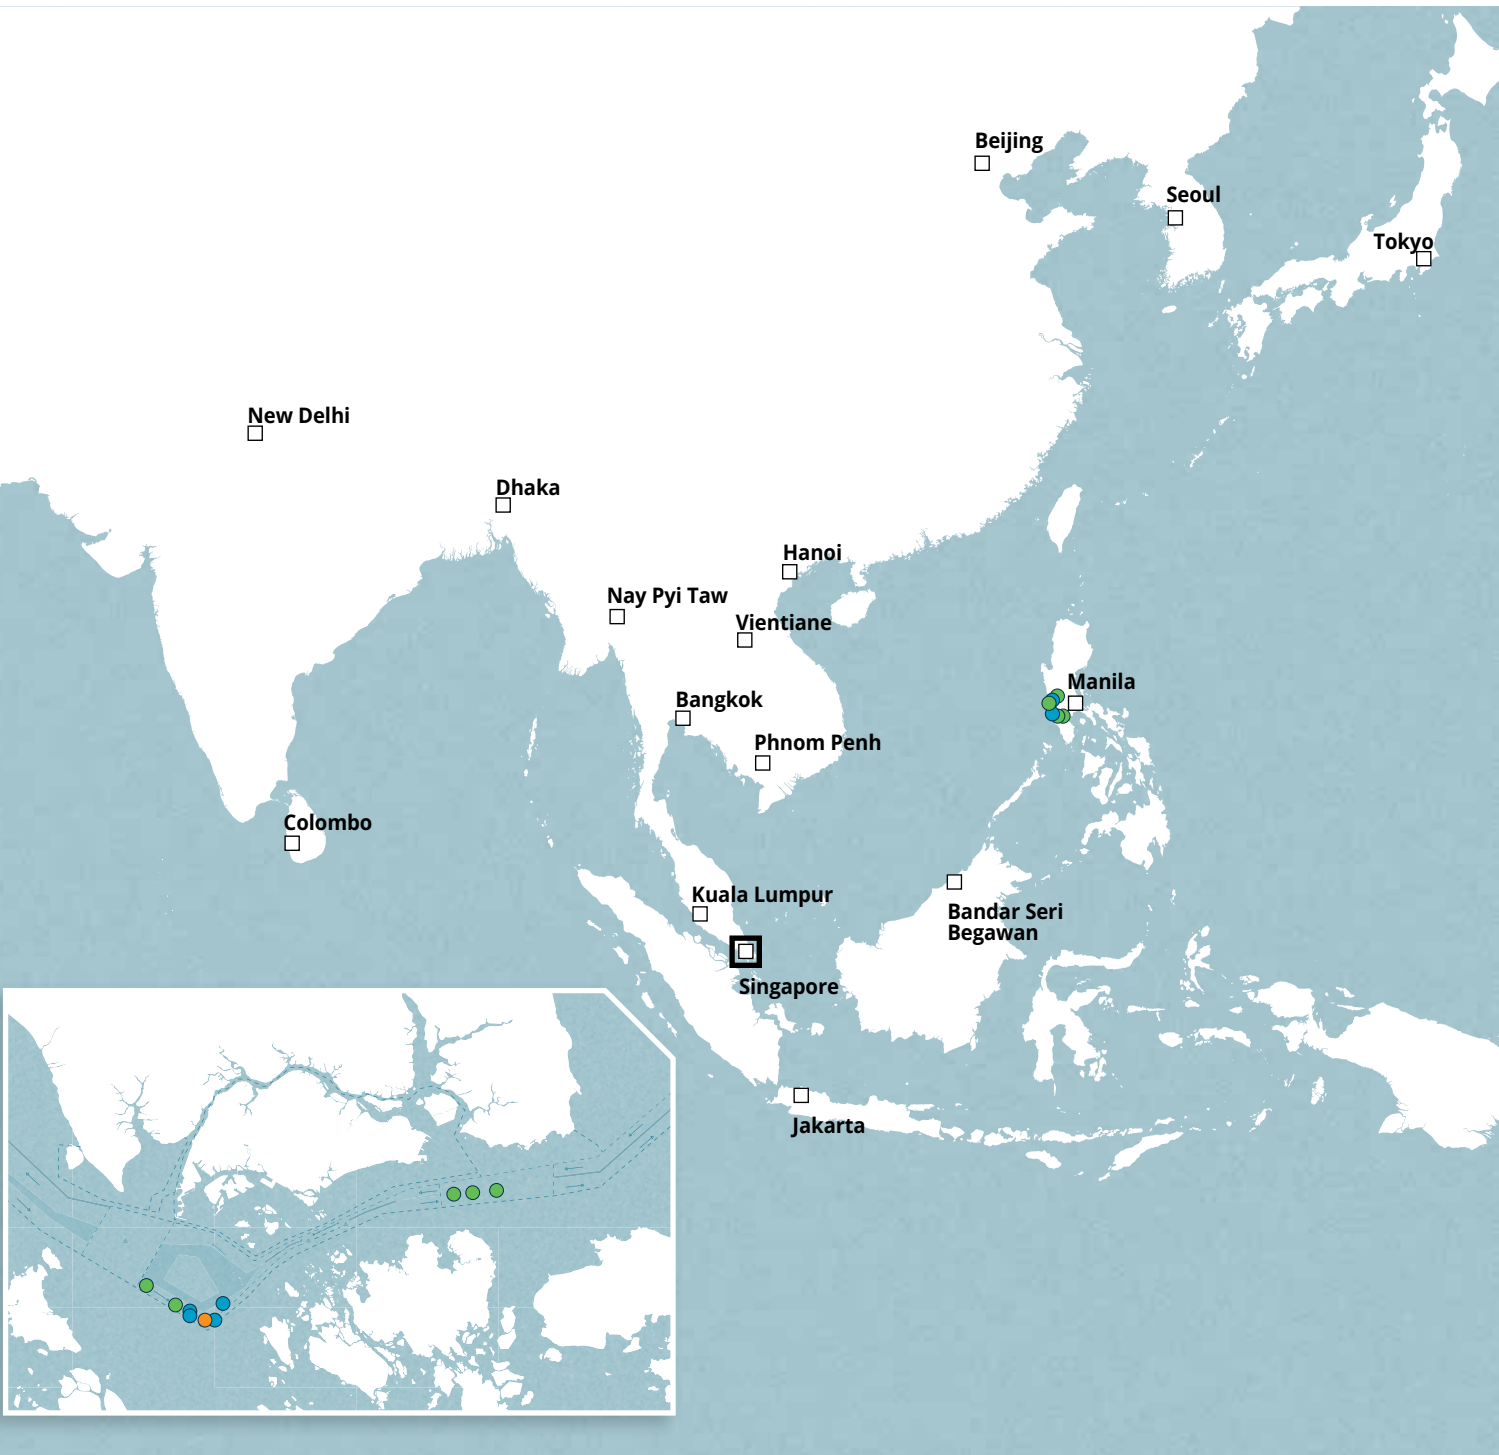 Beijing
Seoul
Tokyo
New Delhi
Dhaka
Hanoi
Nay Pyi Taw
Vientiane
Manila
Bangkok
Phnom Penh
Colombo
Kuala Lumpur
Bandar Seri
Begawan
Singapore
Jakarta